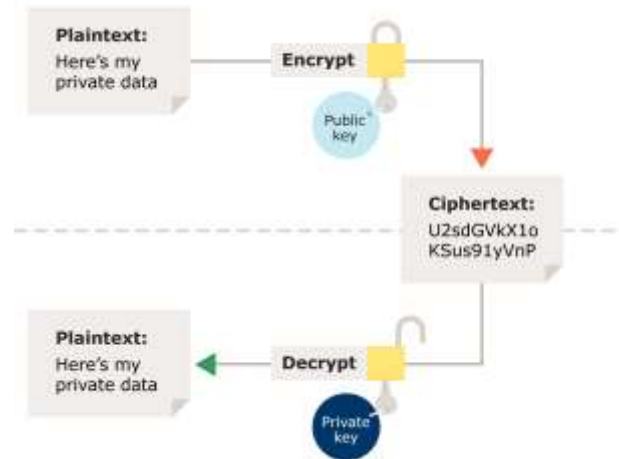 Plaintext:
Here's my
private data
Encrypt
Public
key
Ciphertext:
U2sdGVkX1o
KSus91yVnP
Plaintext:
Here's my
private data
Decrypt
Private
key